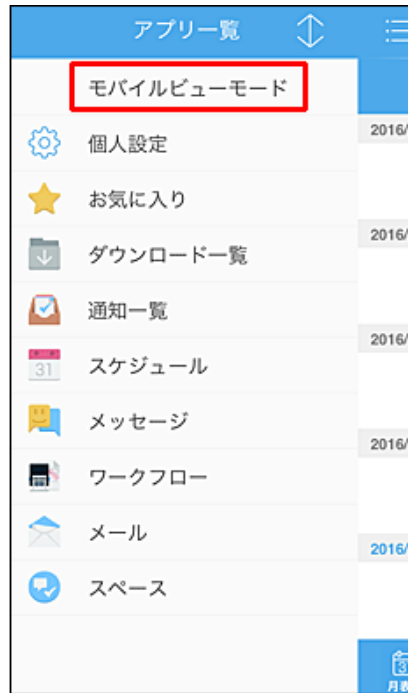 アプリ一覧
モバイルビューモード
個人設定
お気に入り
ダウンロード一覧
通知一覧
31
スケジュール
メッセージ
ワークフロー
メール
スペース
2016/
2016/
2016/
2016/
2016/